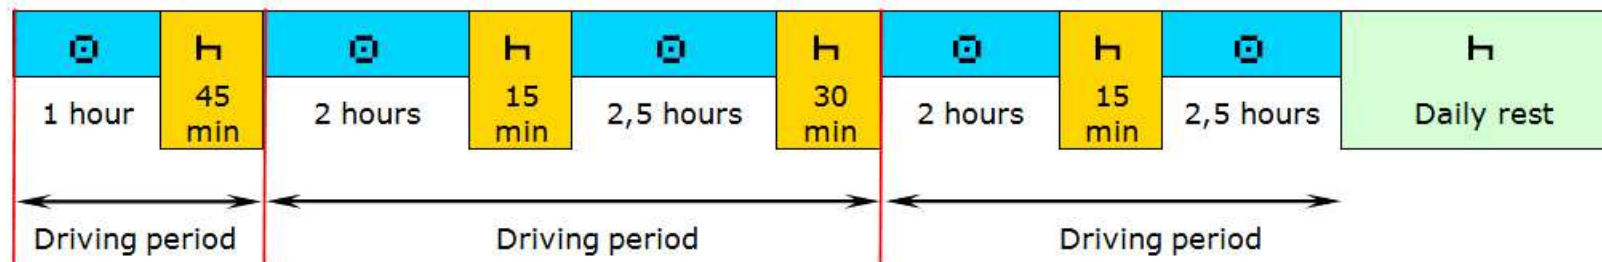 1 hour
45
min
2 hours
15
min
2,5 hours
30
min
2 hours
15
min
2,5 hours
Daily rest
Driving period
Driving period
Driving period